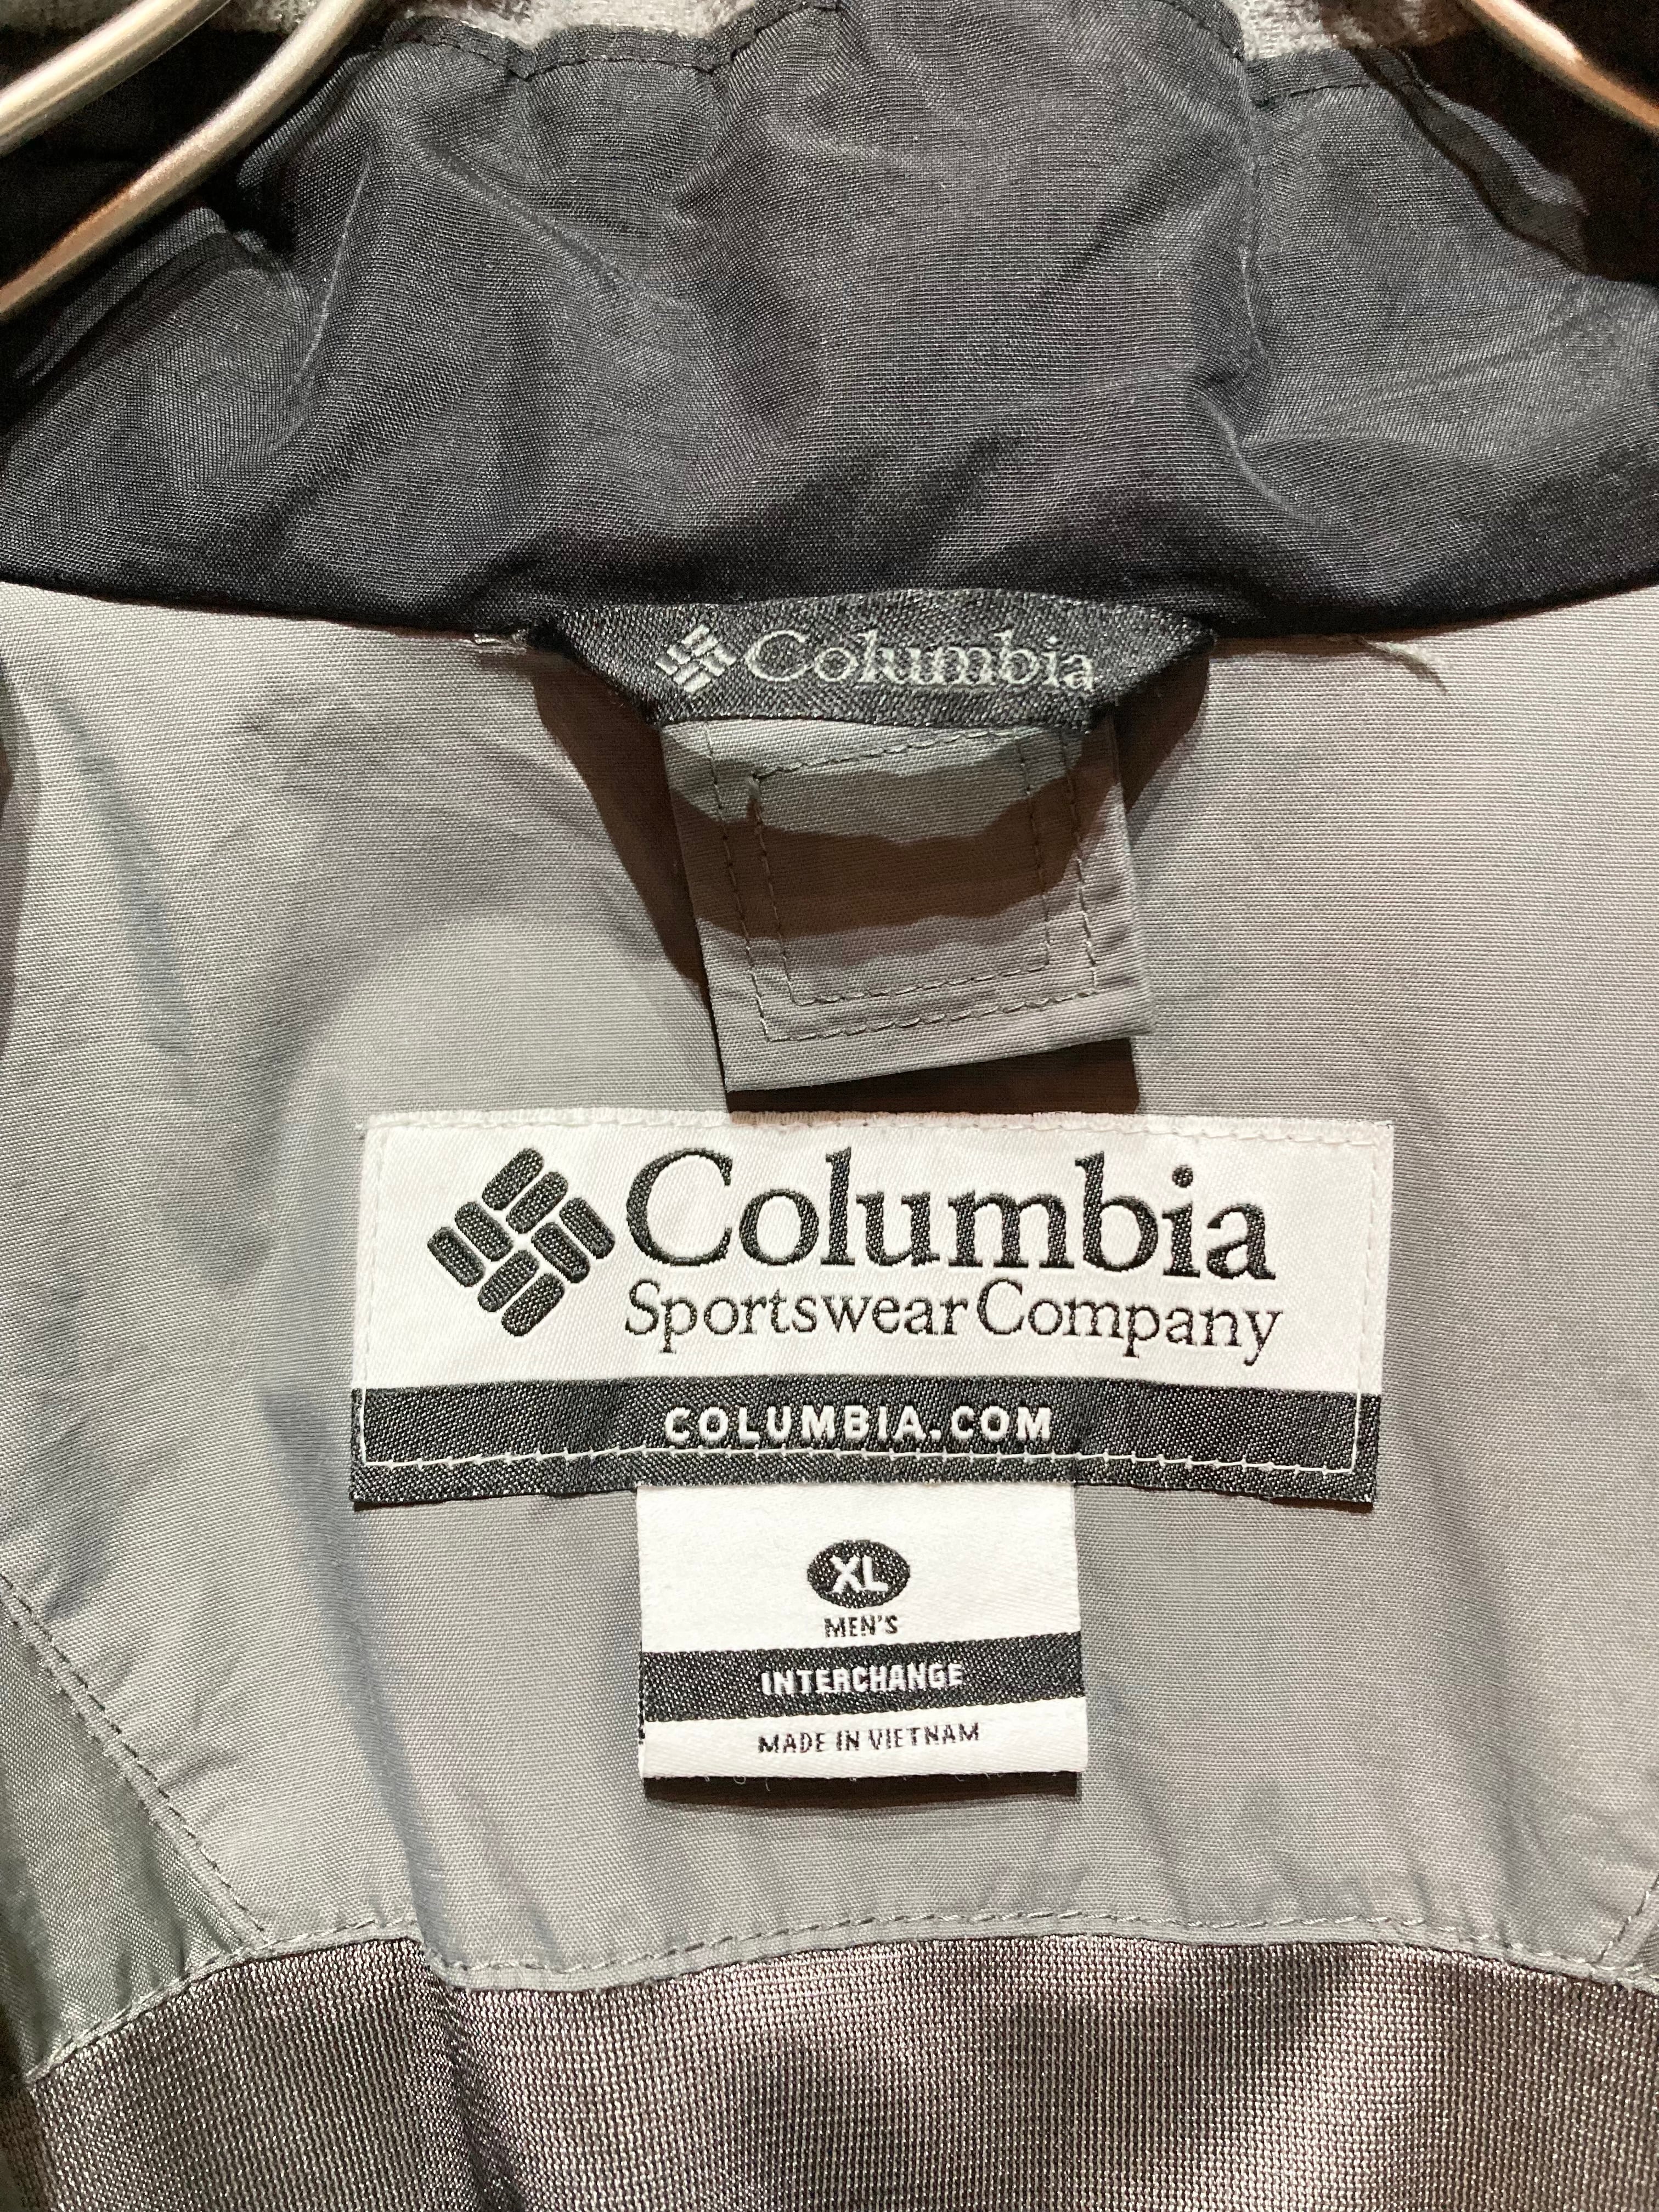 Columbia
Columbia
Sportswear Company
COLUMBIA.COM
XL
MEN'S
INTERCHANGE
MADE IN VIETNAM